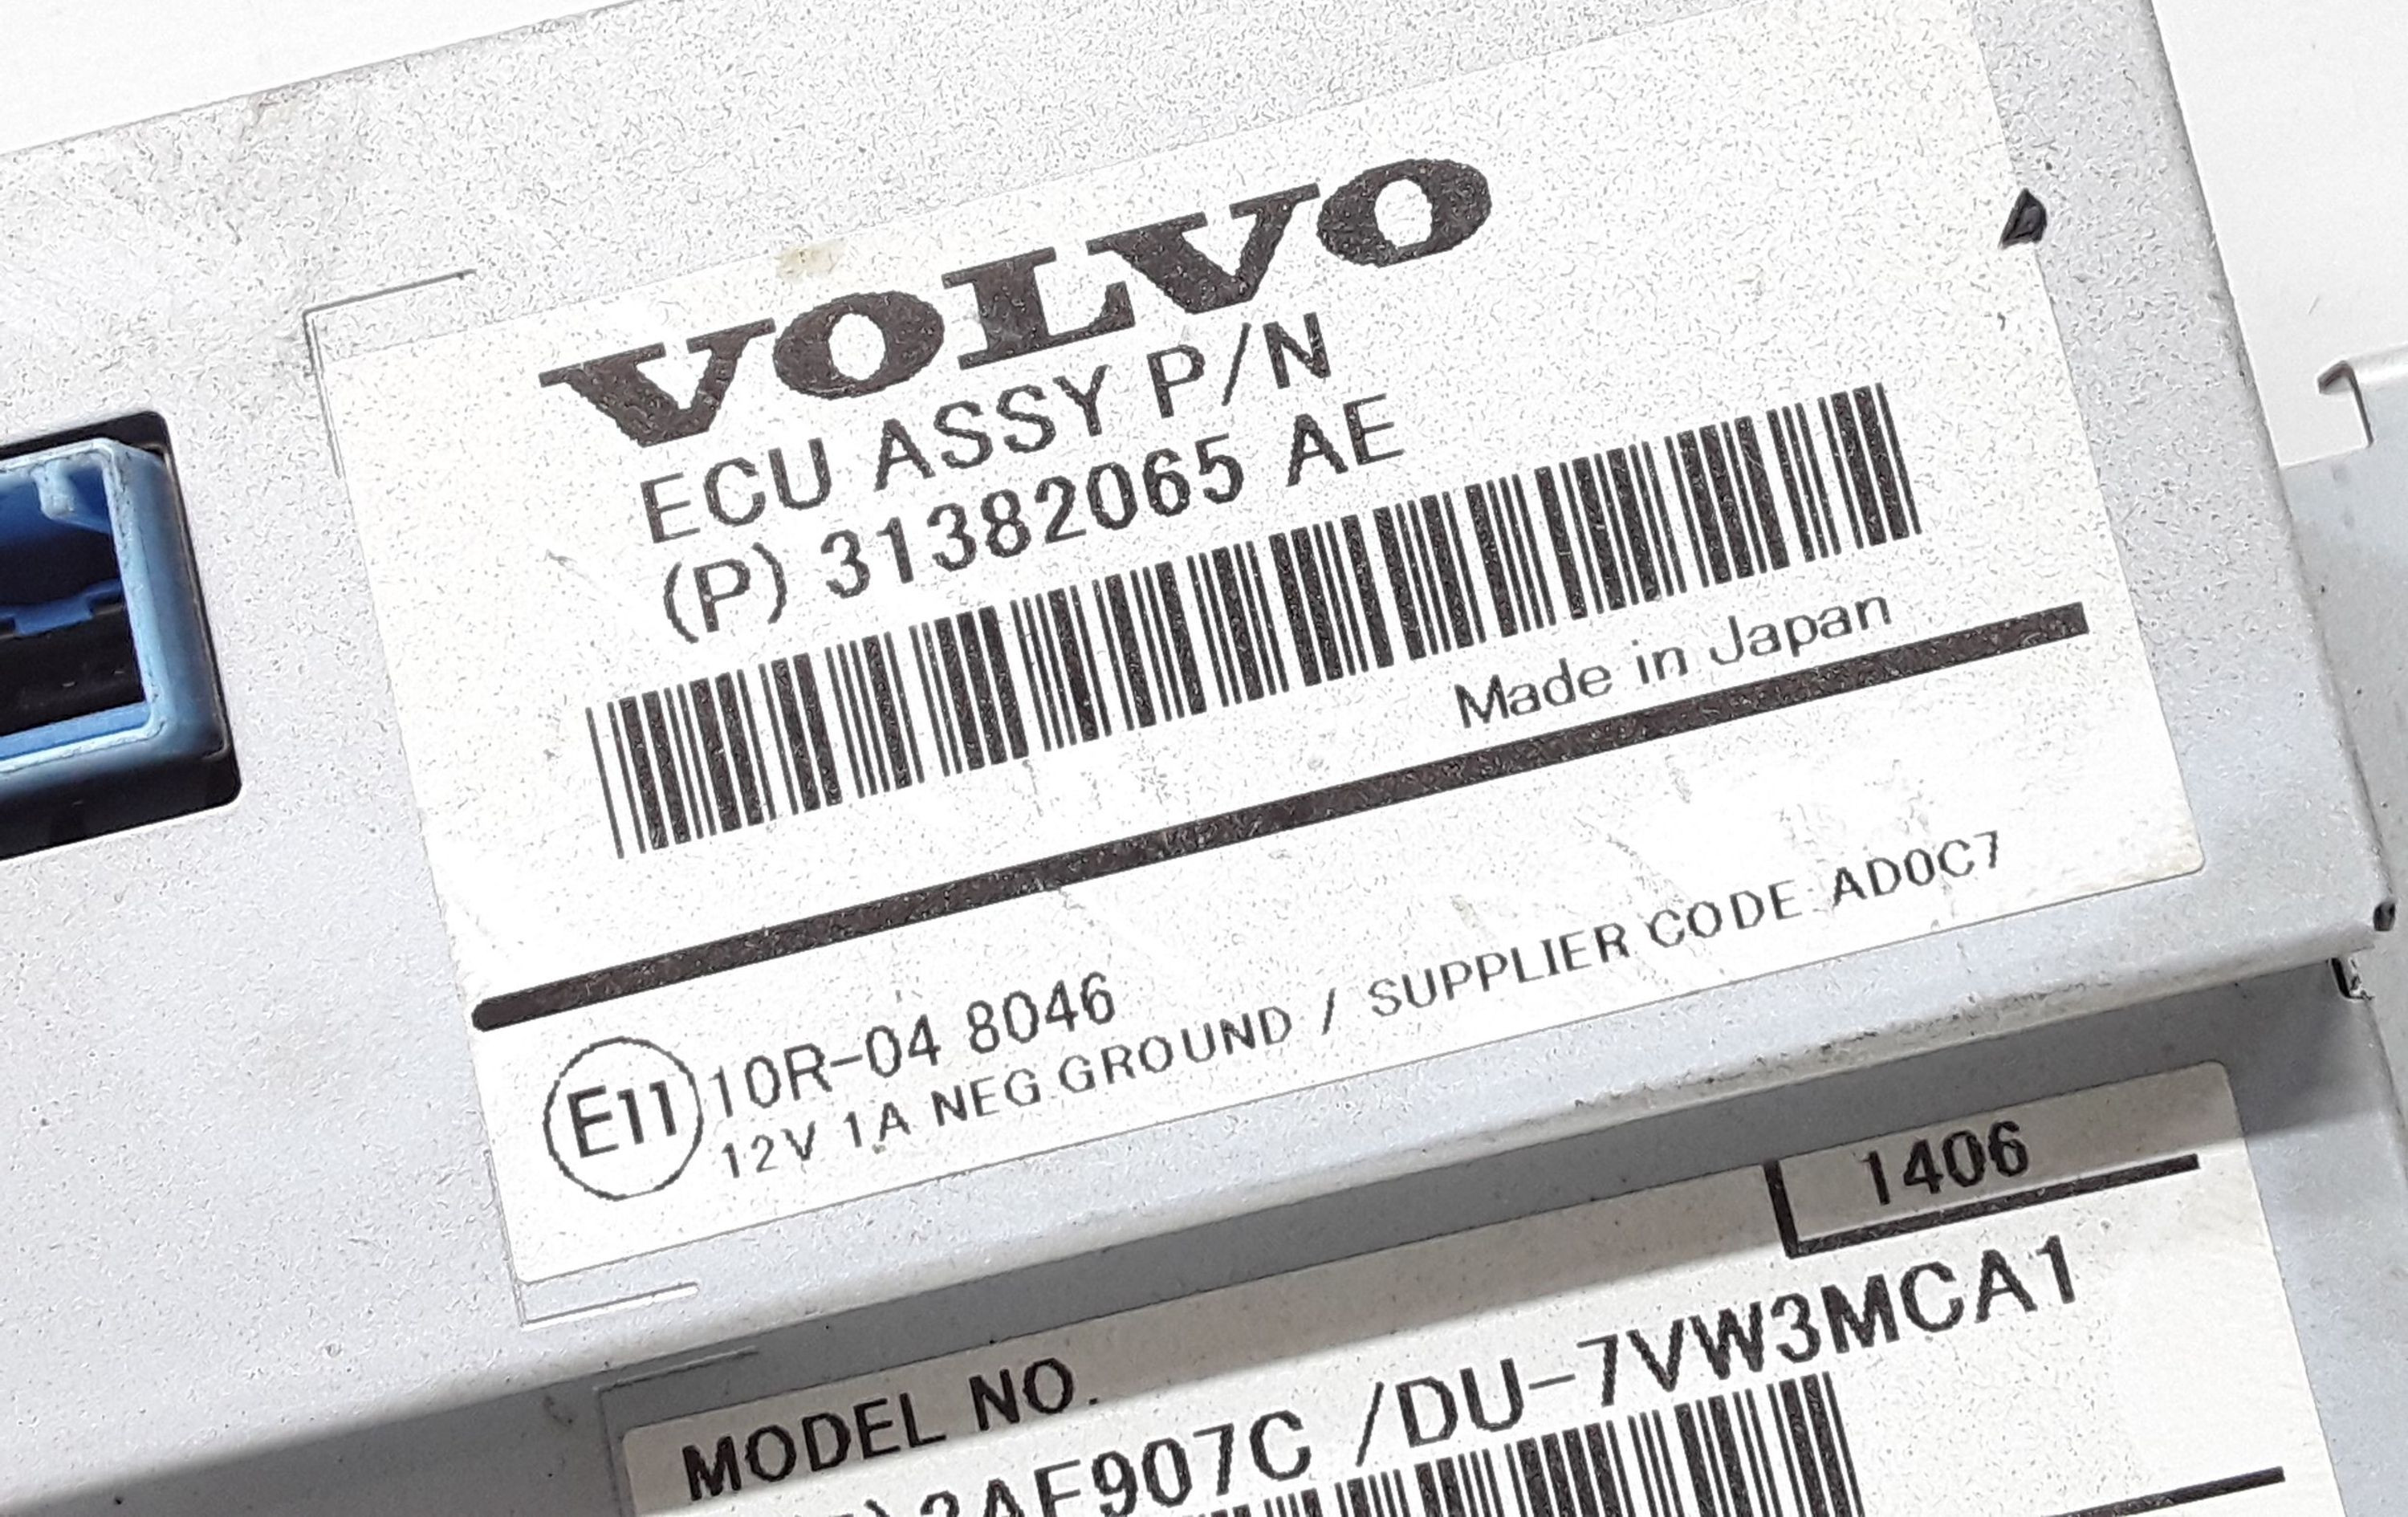 VOLVO
ECU ASSY P/N
(P) 31382065 AE
Made in Japan
E11 10R-04 8046
12V 1A NEG GROUND / SUPPLIER CODE AD0C7
1406
MODEL NO.
/DU-7VW3MCA1